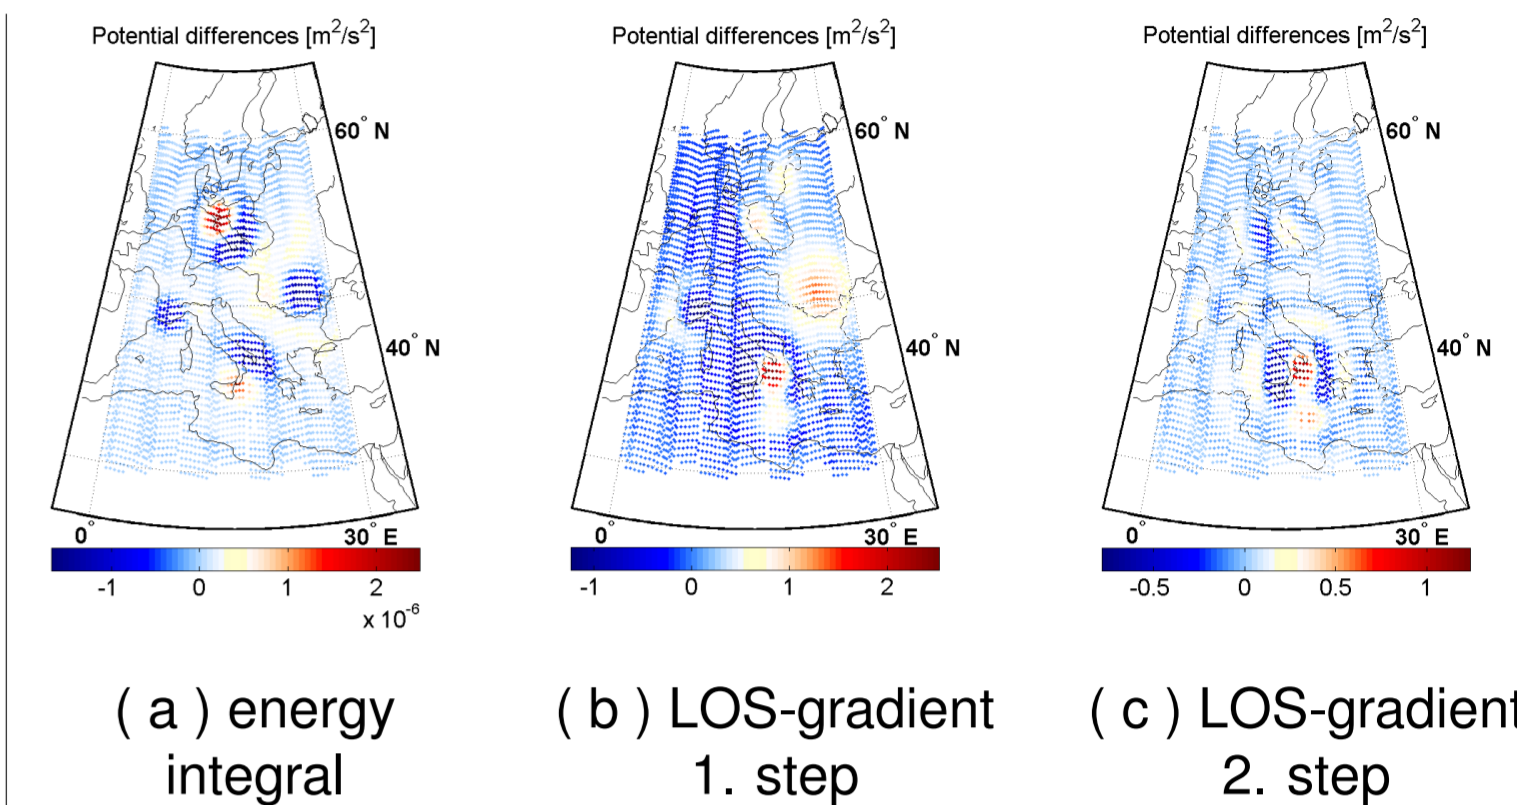 Potential differences [m²/s²]
60° N
40° N
0°
30° E
-1 0 1 2
x 10⁻⁶
( a ) energy
integral
Potential differences [m²/s²]
60° N
40° N
0°
30° E
-1 0 1 2
( b ) LOS-gradient
1. step
Potential differences [m²/s²]
60° N
40° N
0°
30° E
-0.5 0 0.5 1
( c ) LOS-gradient
2. step